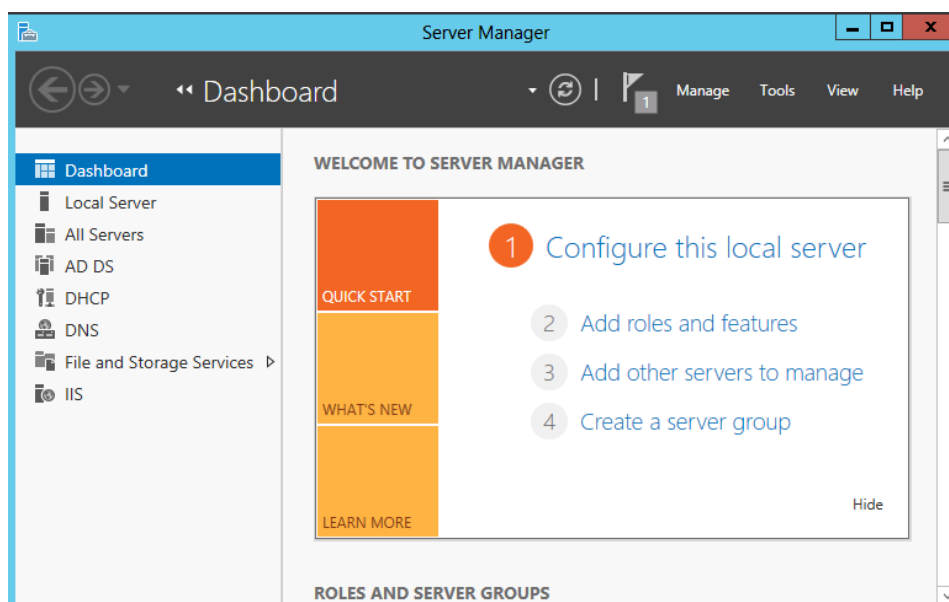 Server Manager
Dashboard
1
Manage
Tools
View
Help
Dashboard
Local Server
All Servers
AD DS
DHCP
DNS
File and Storage Services
IIS
WELCOME TO SERVER MANAGER
QUICK START
WHAT'S NEW
LEARN MORE
1 Configure this local server
2 Add roles and features
3 Add other servers to manage
4 Create a server group
Hide
ROLES AND SERVER GROUPS